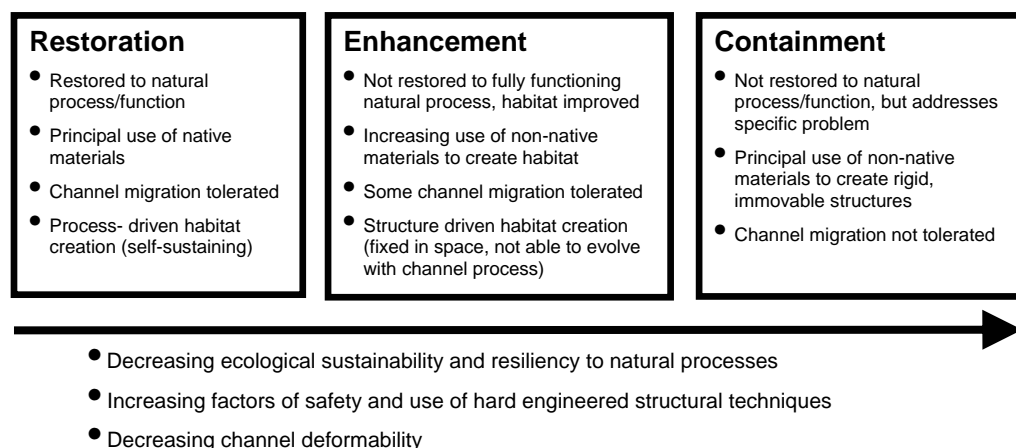 Restoration
• Restored to natural
process/function
• Principal use of native
materials
• Channel migration tolerated
• Process- driven habitat
creation (self-sustaining)
Enhancement
• Not restored to fully functioning
natural process, habitat improved
• Increasing use of non-native
materials to create habitat
• Some channel migration tolerated
• Structure driven habitat creation
(fixed in space, not able to evolve
with channel process)
Containment
• Not restored to natural
process/function, but addresses
specific problem
• Principal use of non-native
materials to create rigid,
immovable structures
• Channel migration not tolerated
• Decreasing ecological sustainability and resiliency to natural processes
• Increasing factors of safety and use of hard engineered structural techniques
• Decreasing channel deformability